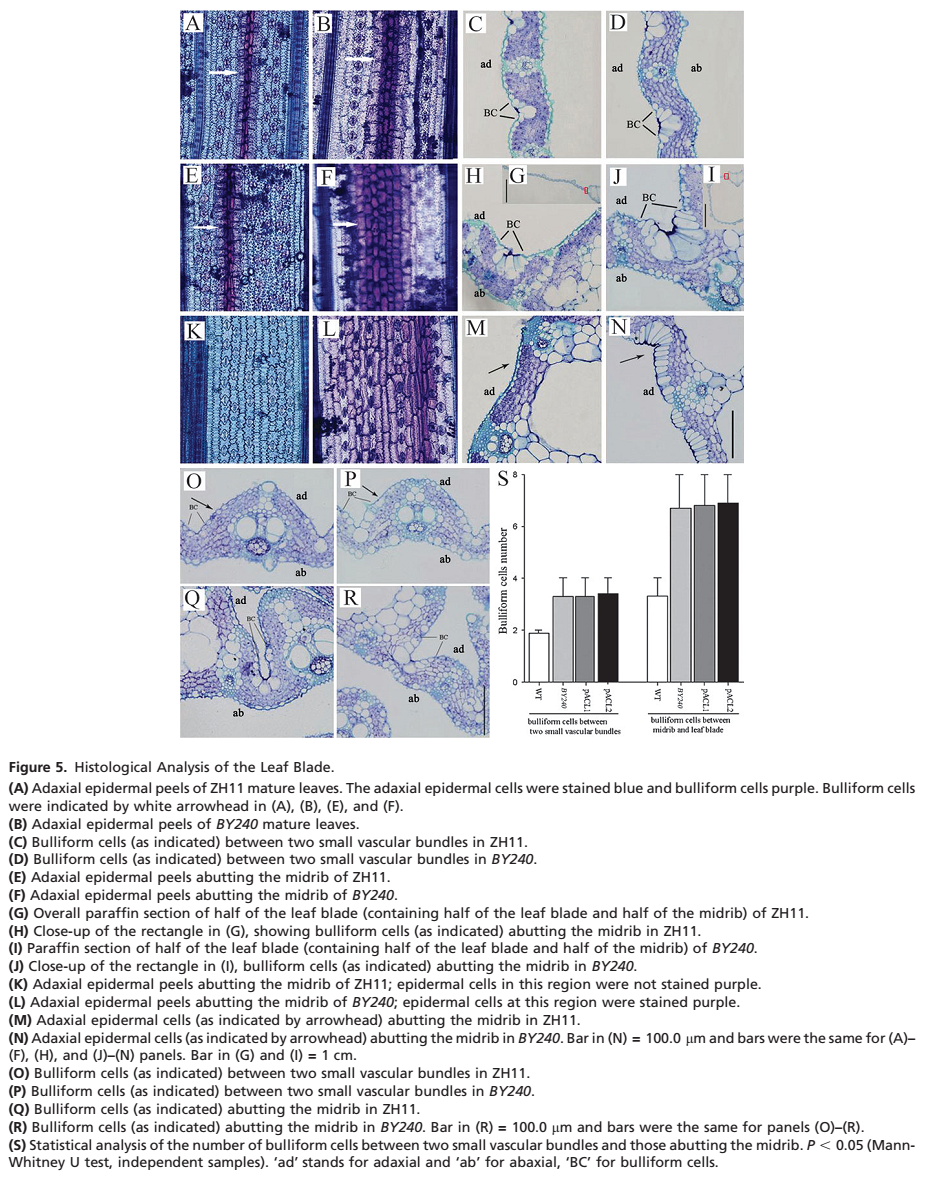 A
B
C
D
ad
BC
ad
ab
BC
E
F
H
G
J
I
ad
BC
ab
ad
BC
ab
K
L
M
N
ad
ad
O
P
S
BC
ad
ab
BC
ad
ab
Q
R
ad
BC
ab
BC
ad
ab
Bulliform cells number
8
6
4
2
0
WT
BY240
pACL1
pACL2
WT
BY240
pACL1
pACL2
bulliform cells between
two small vascular bundles
bulliform cells between
midrib and leaf blade
Figure 5. Histological Analysis of the Leaf Blade.
(A) Adaxial epidermal peels of ZH11 mature leaves. The adaxial epidermal cells were stained blue and bulliform cells purple. Bulliform cells
were indicated by white arrowhead in (A), (B), (E), and (F).
(B) Adaxial epidermal peels of BY240 mature leaves.
(C) Bulliform cells (as indicated) between two small vascular bundles in ZH11.
(D) Bulliform cells (as indicated) between two small vascular bundles in BY240.
(E) Adaxial epidermal peels abutting the midrib of ZH11.
(F) Adaxial epidermal peels abutting the midrib of BY240.
(G) Overall paraffin section of half of the leaf blade (containing half of the leaf blade and half of the midrib) of ZH11.
(H) Close-up of the rectangle in (G), showing bulliform cells (as indicated) abutting the midrib in ZH11.
(I) Paraffin section of half of the leaf blade (containing half of the leaf blade and half of the midrib) of BY240.
(J) Close-up of the rectangle in (I), bulliform cells (as indicated) abutting the midrib in BY240.
(K) Adaxial epidermal peels abutting the midrib of ZH11; epidermal cells in this region were not stained purple.
(L) Adaxial epidermal peels abutting the midrib of BY240; epidermal cells at this region were stained purple.
(M) Adaxial epidermal cells (as indicated by arrowhead) abutting the midrib in ZH11.
(N) Adaxial epidermal cells (as indicated by arrowhead) abutting the midrib in BY240. Bar in (N) = 100.0 μm and bars were the same for (A)–
(F), (H), and (J)–(N) panels. Bar in (G) and (I) = 1 cm.
(O) Bulliform cells (as indicated) between two small vascular bundles in ZH11.
(P) Bulliform cells (as indicated) between two small vascular bundles in BY240.
(Q) Bulliform cells (as indicated) abutting the midrib in ZH11.
(R) Bulliform cells (as indicated) abutting the midrib in BY240. Bar in (R) = 100.0 μm and bars were the same for panels (O)–(R).
(S) Statistical analysis of the number of bulliform cells between two small vascular bundles and those abutting the midrib. P < 0.05 (Mann-
Whitney U test, independent samples). 'ad' stands for adaxial and 'ab' for abaxial, 'BC' for bulliform cells.